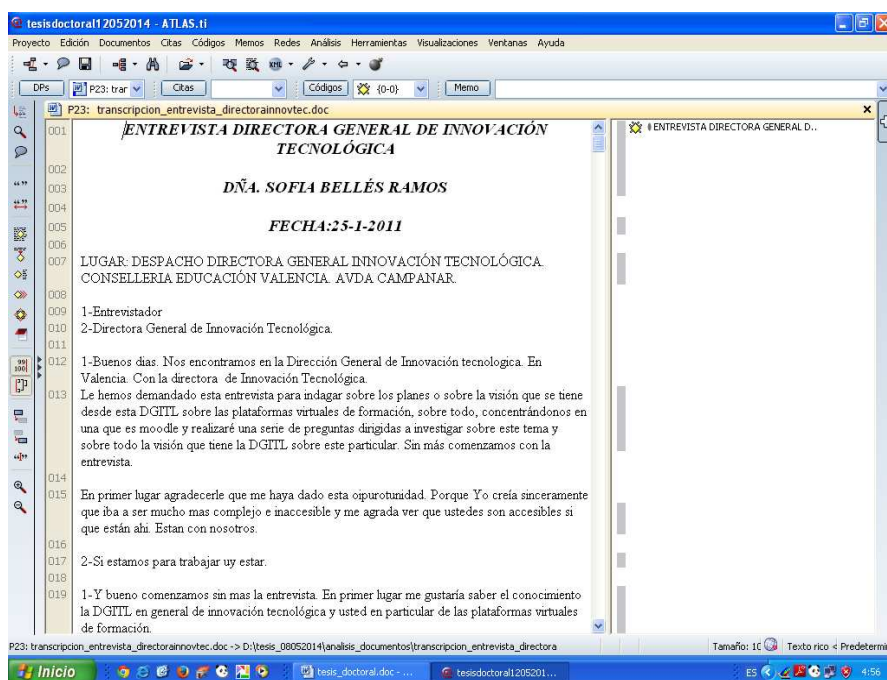 tesisdoctoral12052014 - ATLAS.ti
Proyecto Edición Documentos Citas Códigos Memos Redes Análisis Herramientas Visualizaciones Ventanas Ayuda
DPs P23: trar Citas Códigos {0-0} Memo
P23: transcripcion_entrevista_directorainnovtec.doc
001 ENTREVISTA DIRECTORA GENERAL DE INNOVACIÓN
TECNOLÓGICA
002
003 DÑA. SOFIA BELLÉS RAMOS
004
005 FECHA:25-1-2011
006
007 LUGAR: DESPACHO DIRECTORA GENERAL INNOVACIÓN TECNOLÓGICA.
CONSELLERIA EDUCACIÓN VALENCIA. AVDA CAMPANAR.
008
009 1-Entrevistador
010 2-Directora General de Innovación Tecnológica.
011
012 1-Buenos dias. Nos encontramos en la Dirección General de Innovación tecnologica. En
Valencia. Con la directora de Innovación Tecnológica.
013 Le hemos demandado esta entrevista para indagar sobre los planes o sobre la visión que se tiene
desde esta DGITL sobre las plataformas virtuales de formación, sobre todo, concentrándonos en
una que es moodle y realizaré una serie de preguntas dirigidas a investigar sobre este tema y
sobre todo la visión que tiene la DGITL sobre este particular. Sin más comenzamos con la
entrevista.
014
015 En primer lugar agradecerle que me haya dado esta oipurotunidad. Porque Yo creía sinceramente
que iba a ser mucho mas complejo e inaccesible y me agrada ver que ustedes son accesibles si
que están ahi. Estan con nosotros.
016
017 2-Si estamos para trabajar uy estar.
018
019 1-Y bueno comenzamos sin mas la entrevista. En primer lugar me gustaría saber el conocimiento
la DGITL en general de innovación tecnológica y usted en particular de las plataformas virtuales
de formación.
ENTREVISTA DIRECTORA GENERAL D..
P23: transcripcion_entrevista_directorainnovtec.doc -> D:\tesis_08052014\analisis_documentos\transcripcion_entrevista_directora
Tamaño: 10 Texto rico < Predetermi
Inicio tesis_doctoral.doc - ... tesisdoctoral1205201... ES 4:56